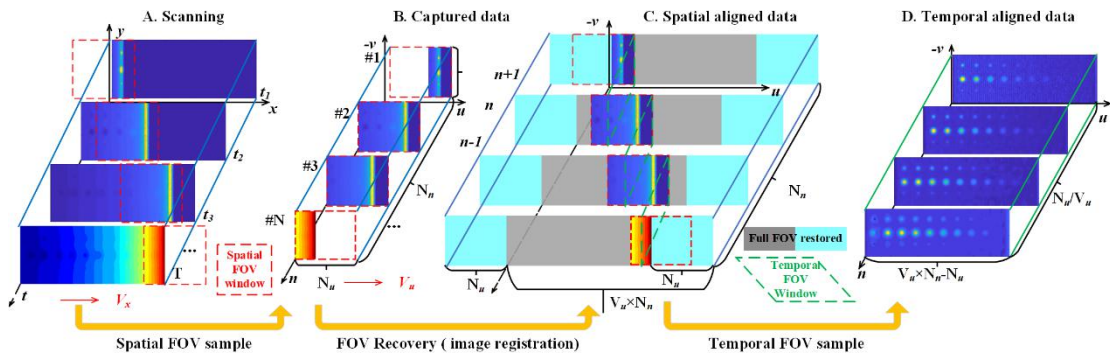 A. Scanning
B. Captured data
C. Spatial aligned data
D. Temporal aligned data
y
x
t₁
t₂
t₃
T
...
t
Vₓ
Spatial
FOV
window
-v
#1
u
#2
#3
#N
n
Nᵤ
Nₙ
...
Vᵤ
-v
n+1
u
n
n-1
Nₙ
Nᵤ
Nᵤ
Vᵤ×Nₙ
Full FOV restored
Temporal
FOV
Window
-v
u
Nᵤ/Vᵤ
n
Vᵤ×Nₙ-Nᵤ
Spatial FOV sample
FOV Recovery ( image registration)
Temporal FOV sample